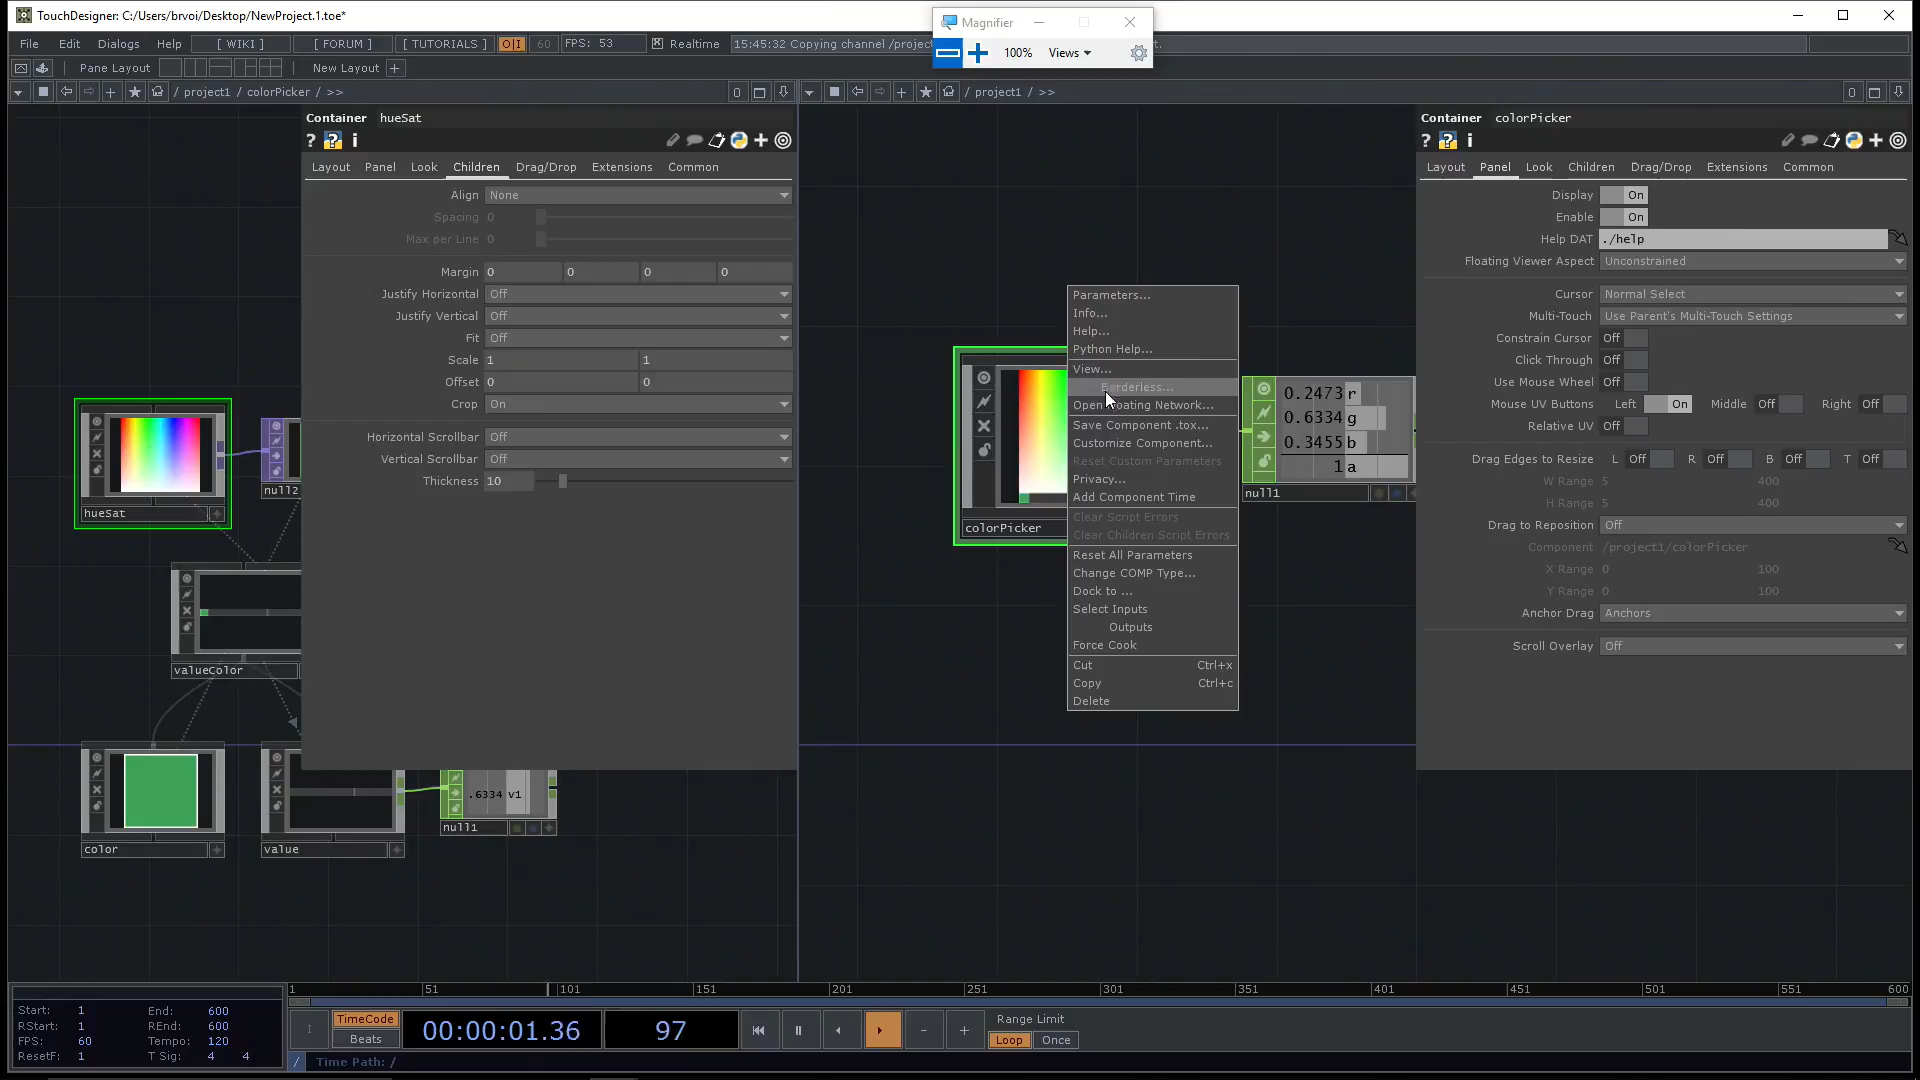 TouchDesigner: C:/Users/brvoi/Desktop/NewProject.1.toe*
Magnifier
100% Views
File Edit Dialogs Help [ WIKI ] [ FORUM ] [ TUTORIALS ] O|I 60 FPS: 53 Realtime 15:45:32 Copying channel /projec t.
Pane Layout New Layout +
/ project1 / colorPicker / >> 0
/ project1 / >> 0
Container hueSat
? ? i
Layout Panel Look Children Drag/Drop Extensions Common
Align None
Spacing 0
Max per Line 0
Margin 0 0 0 0
Justify Horizontal Off
Justify Vertical Off
Fit Off
Scale 1 1
Offset 0 0
Crop On
Horizontal Scrollbar Off
Vertical Scrollbar Off
Thickness 10
hueSat
null2
valueColor
color
value
.6334 v1
null1
colorPicker
Parameters...
Info...
Help...
Python Help...
View...
Borderless...
Open Floating Network...
Save Component .tox...
Customize Component...
Reset Custom Parameters
Privacy...
Add Component Time
Clear Script Errors
Clear Children Script Errors
Reset All Parameters
Change COMP Type...
Dock to ...
Select Inputs
Outputs
Force Cook
Cut Ctrl+x
Copy Ctrl+c
Delete
0.2473 r
0.6334 g
0.3455 b
1 a
null1
Container colorPicker
? ? i
Layout Panel Look Children Drag/Drop Extensions Common
Display On
Enable On
Help DAT ./help
Floating Viewer Aspect Unconstrained
Cursor Normal Select
Multi-Touch Use Parent's Multi-Touch Settings
Constrain Cursor Off
Click Through Off
Use Mouse Wheel Off
Mouse UV Buttons Left On Middle Off Right Off
Relative UV Off
Drag Edges to Resize L Off R Off B Off T Off
W Range 5 400
H Range 5 400
Drag to Reposition Off
Component /project1/colorPicker
X Range 0 100
Y Range 0 100
Anchor Drag Anchors
Scroll Overlay Off
1 51 101 151 201 251 301 351 401 451 501 551 600
Start: 1 End: 600
RStart: 1 REnd: 600
FPS: 60 Tempo: 120
ResetF: 1 T Sig: 4 4
TimeCode
Beats
00:00:01.36
97
- +
Range Limit
Loop Once
/ Time Path: /